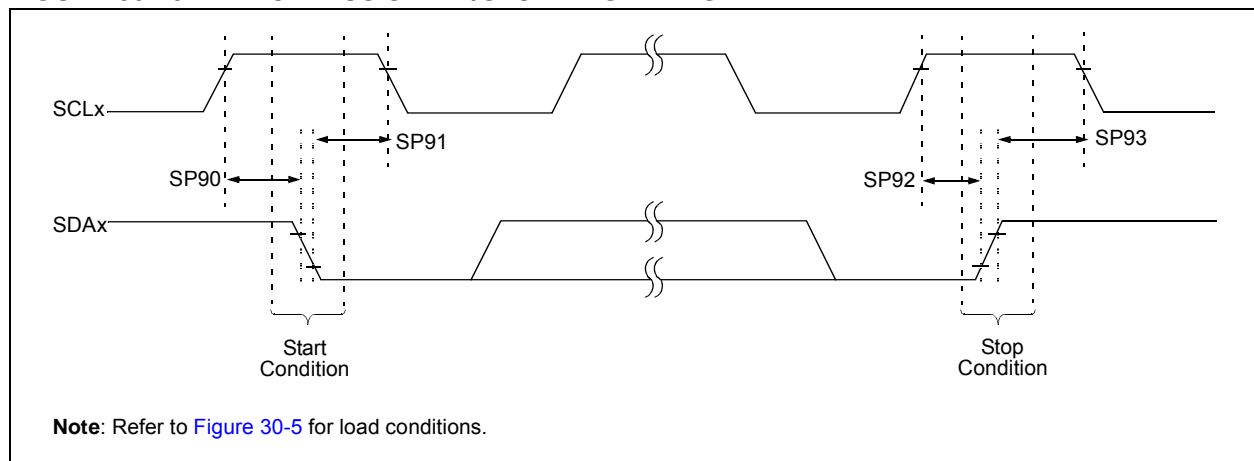 SCLx
SP91
SP93
SP90
SP92
SDAx
Start
Condition
Stop
Condition
Note: Refer to Figure 30-5 for load conditions.